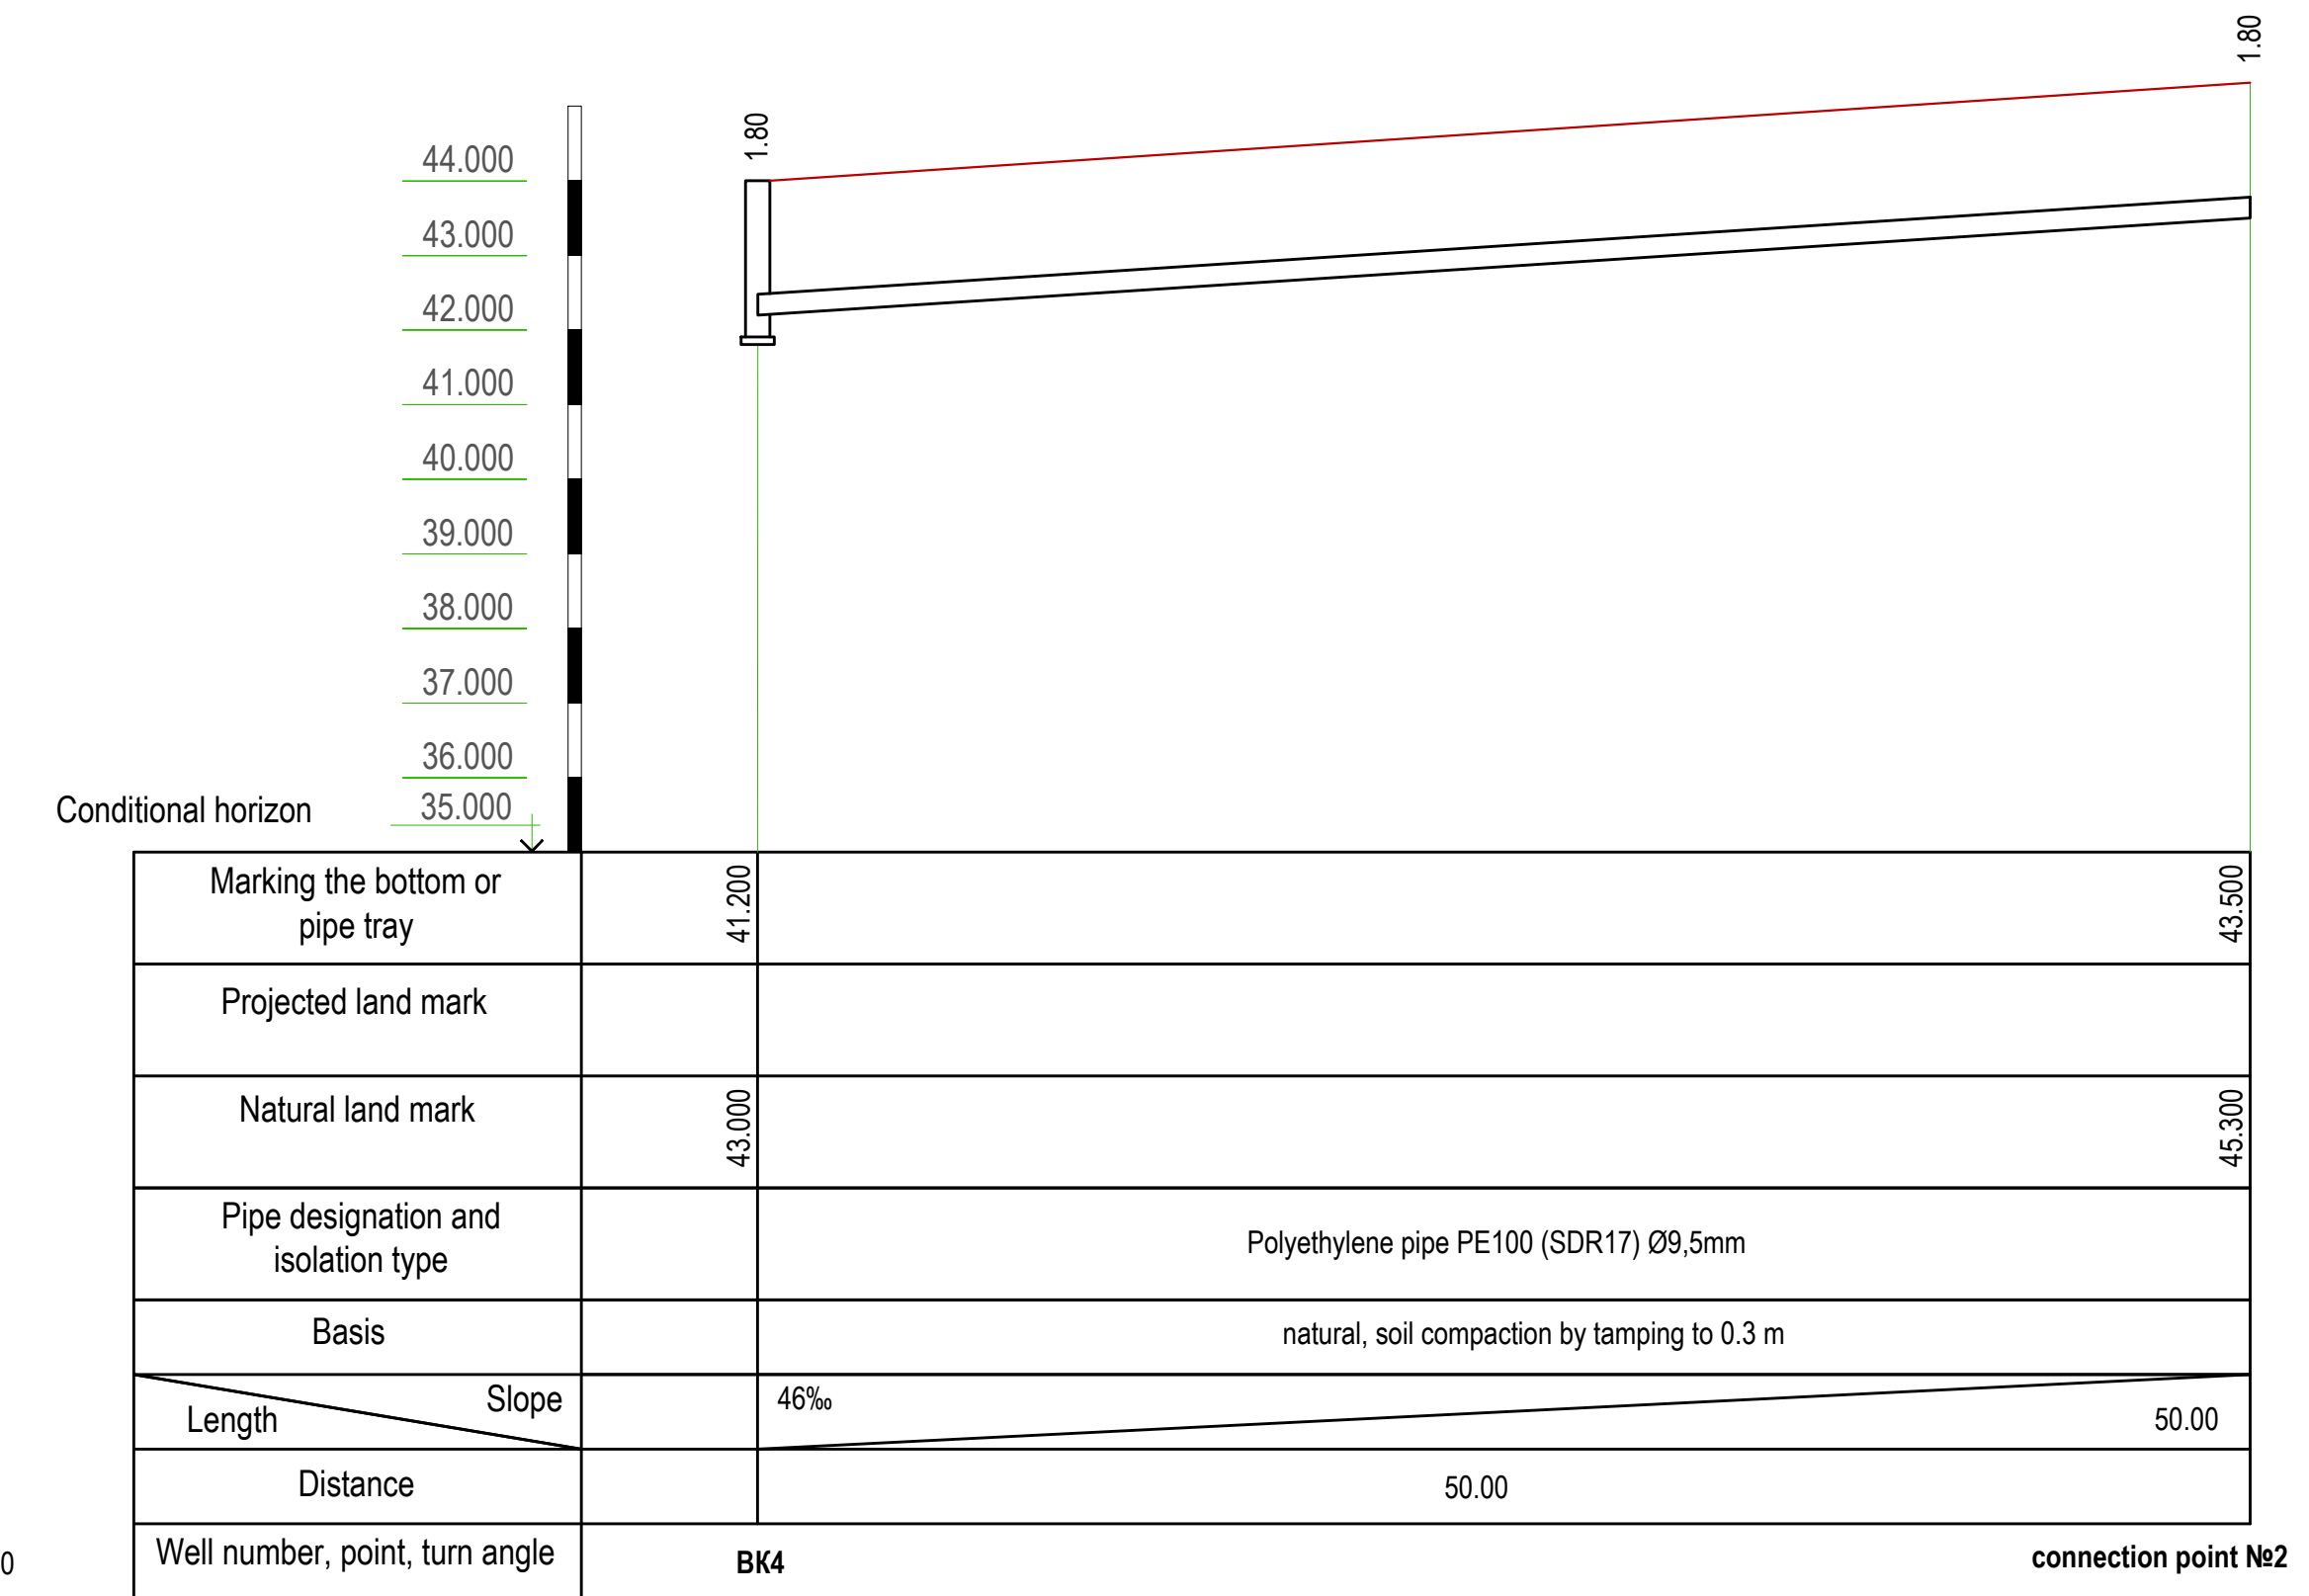 1.80
1.80
44.000
43.000
42.000
41.000
40.000
39.000
38.000
37.000
36.000
Conditional horizon 35.000
Marking the bottom or
pipe tray
41.200
43.500
Projected land mark
Natural land mark
43.000
45.300
Pipe designation and
isolation type
Polyethylene pipe PE100 (SDR17) Ø9,5mm
Basis
natural, soil compaction by tamping to 0.3 m
Slope
Length
46‰
50.00
Distance
50.00
0
Well number, point, turn angle
ВК4
connection point №2